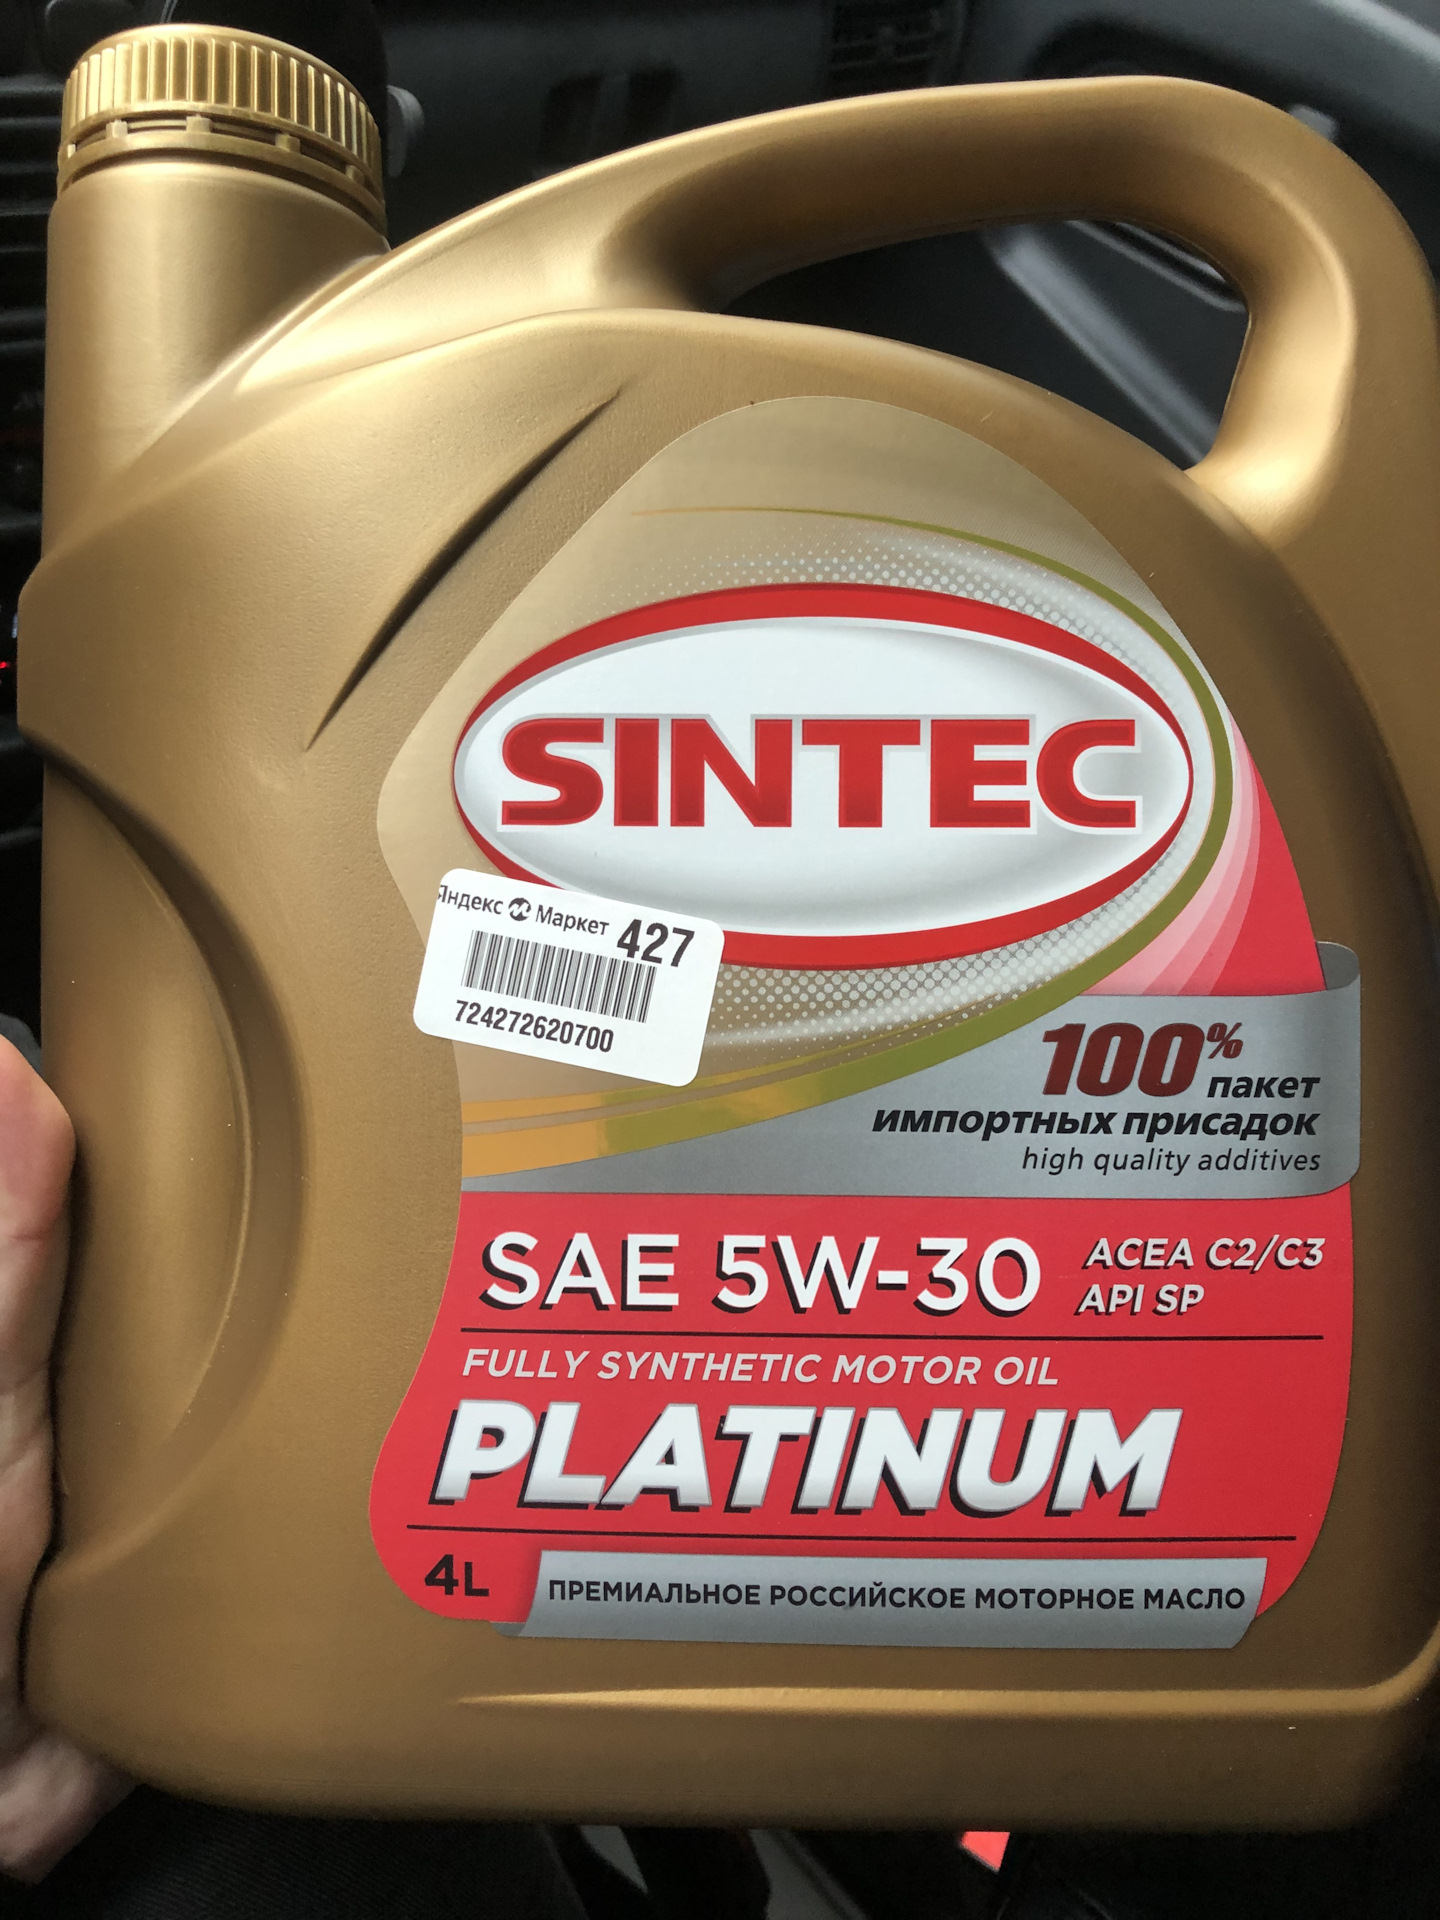 SINTEC
Яндекс Маркет 427
724272620700
100%
пакет
импортных присадок
high quality additives
SAE 5W-30
ACEA C2/C3
API SP
FULLY SYNTHETIC MOTOR OIL
PLATINUM
4L
ПРЕМИАЛЬНОЕ РОССИЙСКОЕ МОТОРНОЕ МАСЛО